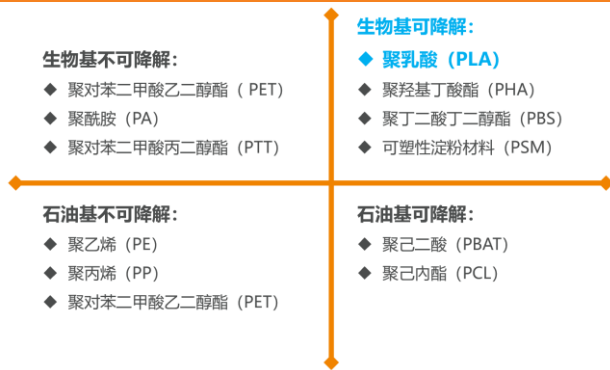 生物基不可降解：
◆ 聚对苯二甲酸乙二醇酯（ PET）
◆ 聚酰胺（PA）
◆ 聚对苯二甲酸丙二醇酯（PTT）
生物基可降解：
◆ 聚乳酸（PLA）
◆ 聚羟基丁酸酯（PHA）
◆ 聚丁二酸丁二醇酯（PBS）
◆ 可塑性淀粉材料（PSM）
石油基不可降解：
◆ 聚乙烯（PE）
◆ 聚丙烯（PP）
◆ 聚对苯二甲酸乙二醇酯（PET）
石油基可降解：
◆ 聚己二酸（PBAT）
◆ 聚己内酯（PCL）